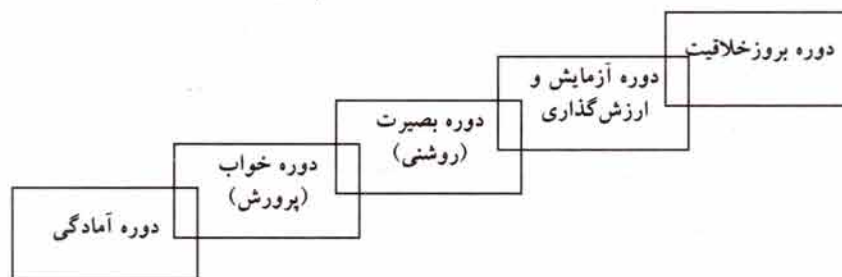 دوره بروزخلاقیت
دوره آزمایش و
ارزش‌گذاری
دوره بصیرت
(روشنی)
دوره خواب
(پرورش)
دوره آمادگی